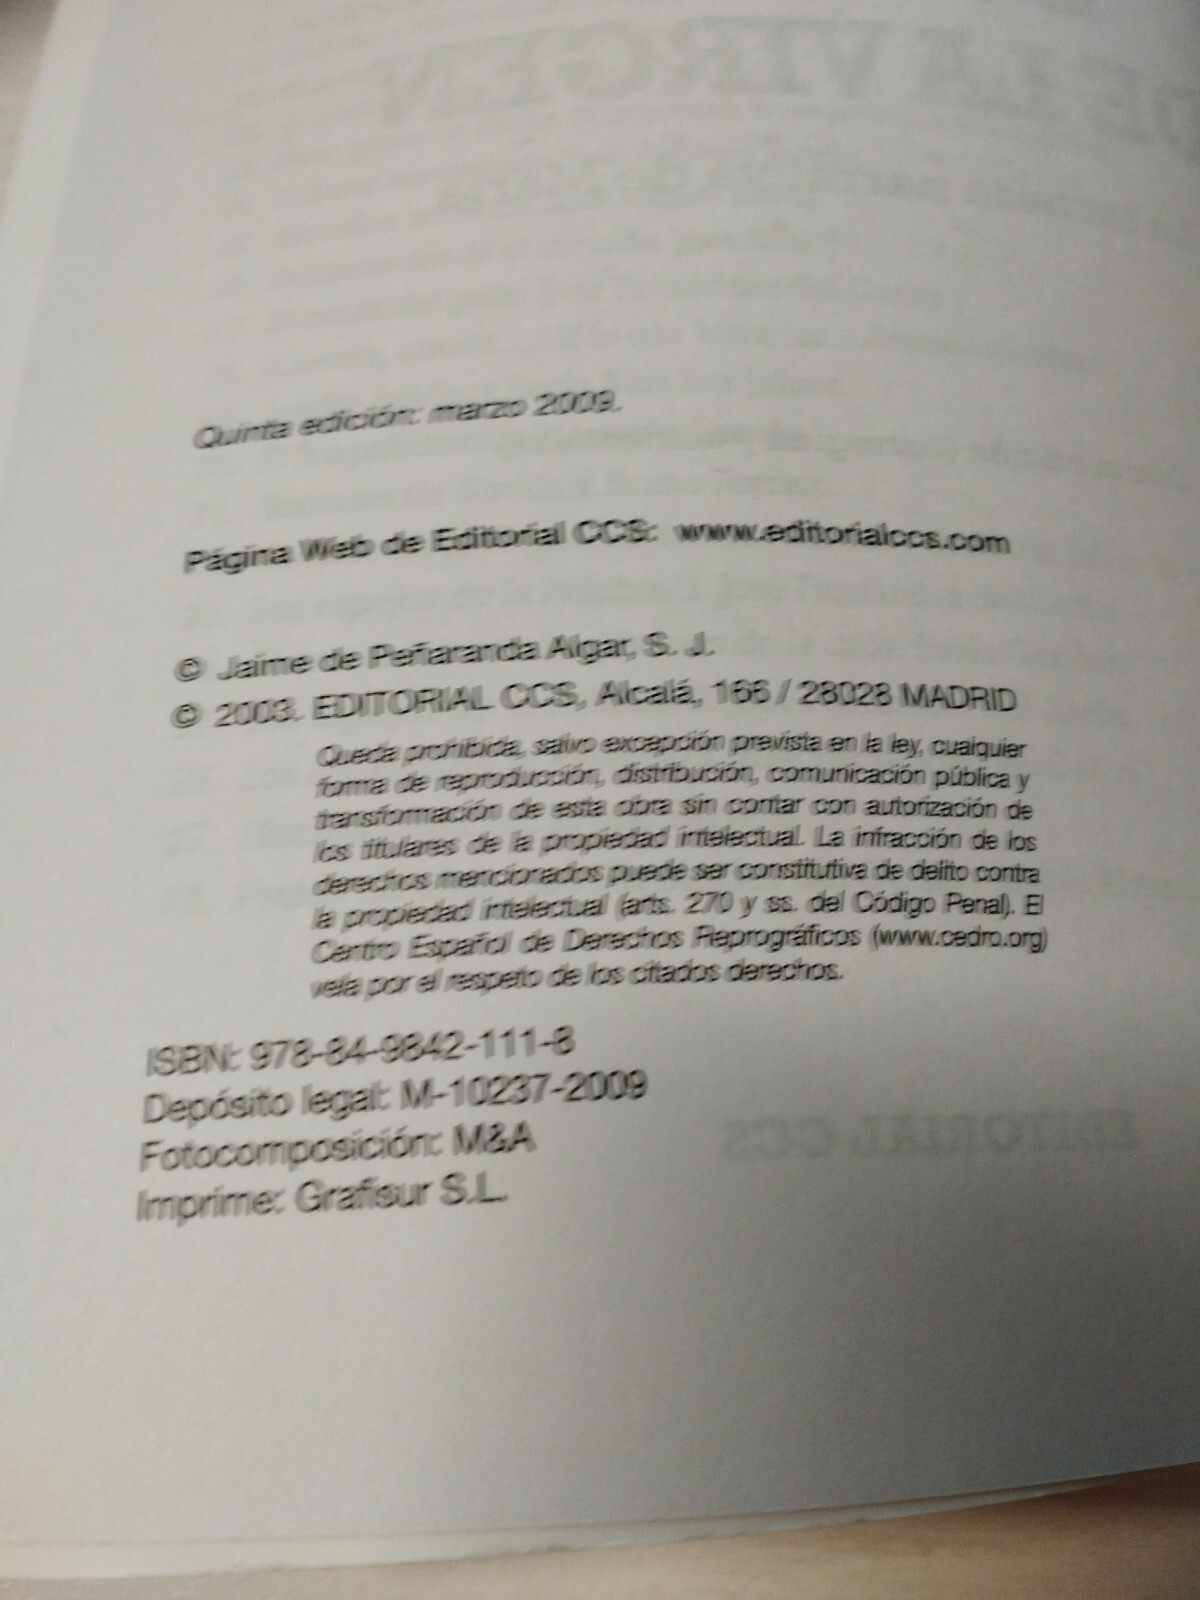 Quinta edición: marzo 2009.
Página Web de Editorial CCS: www.editorialccs.com
© Jaime de Peñaranda Algar, S. J.
© 2003. EDITORIAL CCS, Alcalá, 166 / 28028 MADRID
Queda prohibida, salvo excepción prevista en la ley, cualquier
forma de reproducción, distribución, comunicación pública y
transformación de esta obra sin contar con autorización de
los titulares de la propiedad intelectual. La infracción de los
derechos mencionados puede ser constitutiva de delito contra
la propiedad intelectual (arts. 270 y ss. del Código Penal). El
Centro Español de Derechos Reprográficos (www.cedro.org)
vela por el respeto de los citados derechos.
ISBN: 978-84-9842-111-8
Depósito legal: M-10237-2009
Fotocomposición: M&A
Imprime: Grafisur S.L.